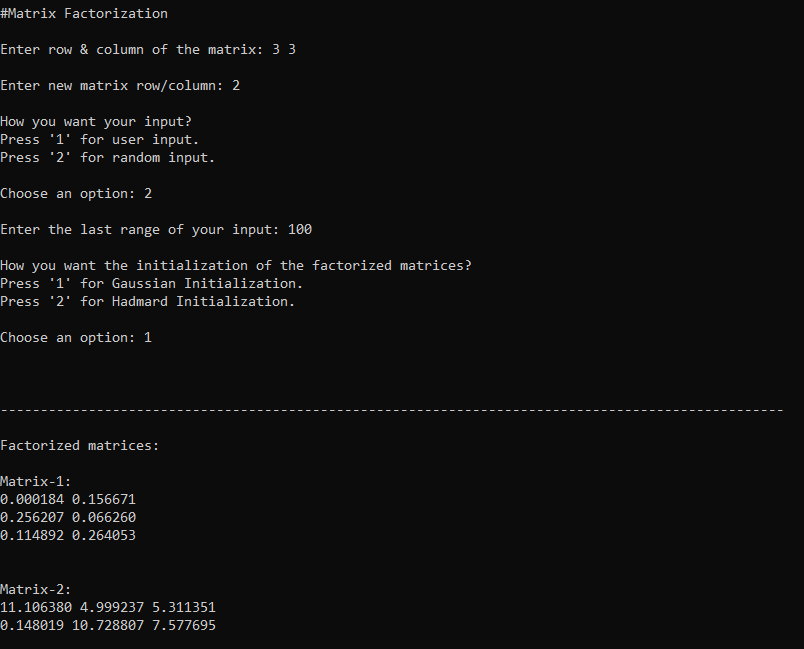 #Matrix Factorization
Enter row & column of the matrix: 3 3
Enter new matrix row/column: 2
How you want your input?
Press '1' for user input.
Press '2' for random input.
Choose an option: 2
Enter the last range of your input: 100
How you want the initialization of the factorized matrices?
Press '1' for Gaussian Initialization.
Press '2' for Hadmard Initialization.
Choose an option: 1
--------------------------------------------------------------------------------------------------
Factorized matrices:
Matrix-1:
0.000184 0.156671
0.256207 0.066260
0.114892 0.264053
Matrix-2:
11.106380 4.999237 5.311351
0.148019 10.728807 7.577695